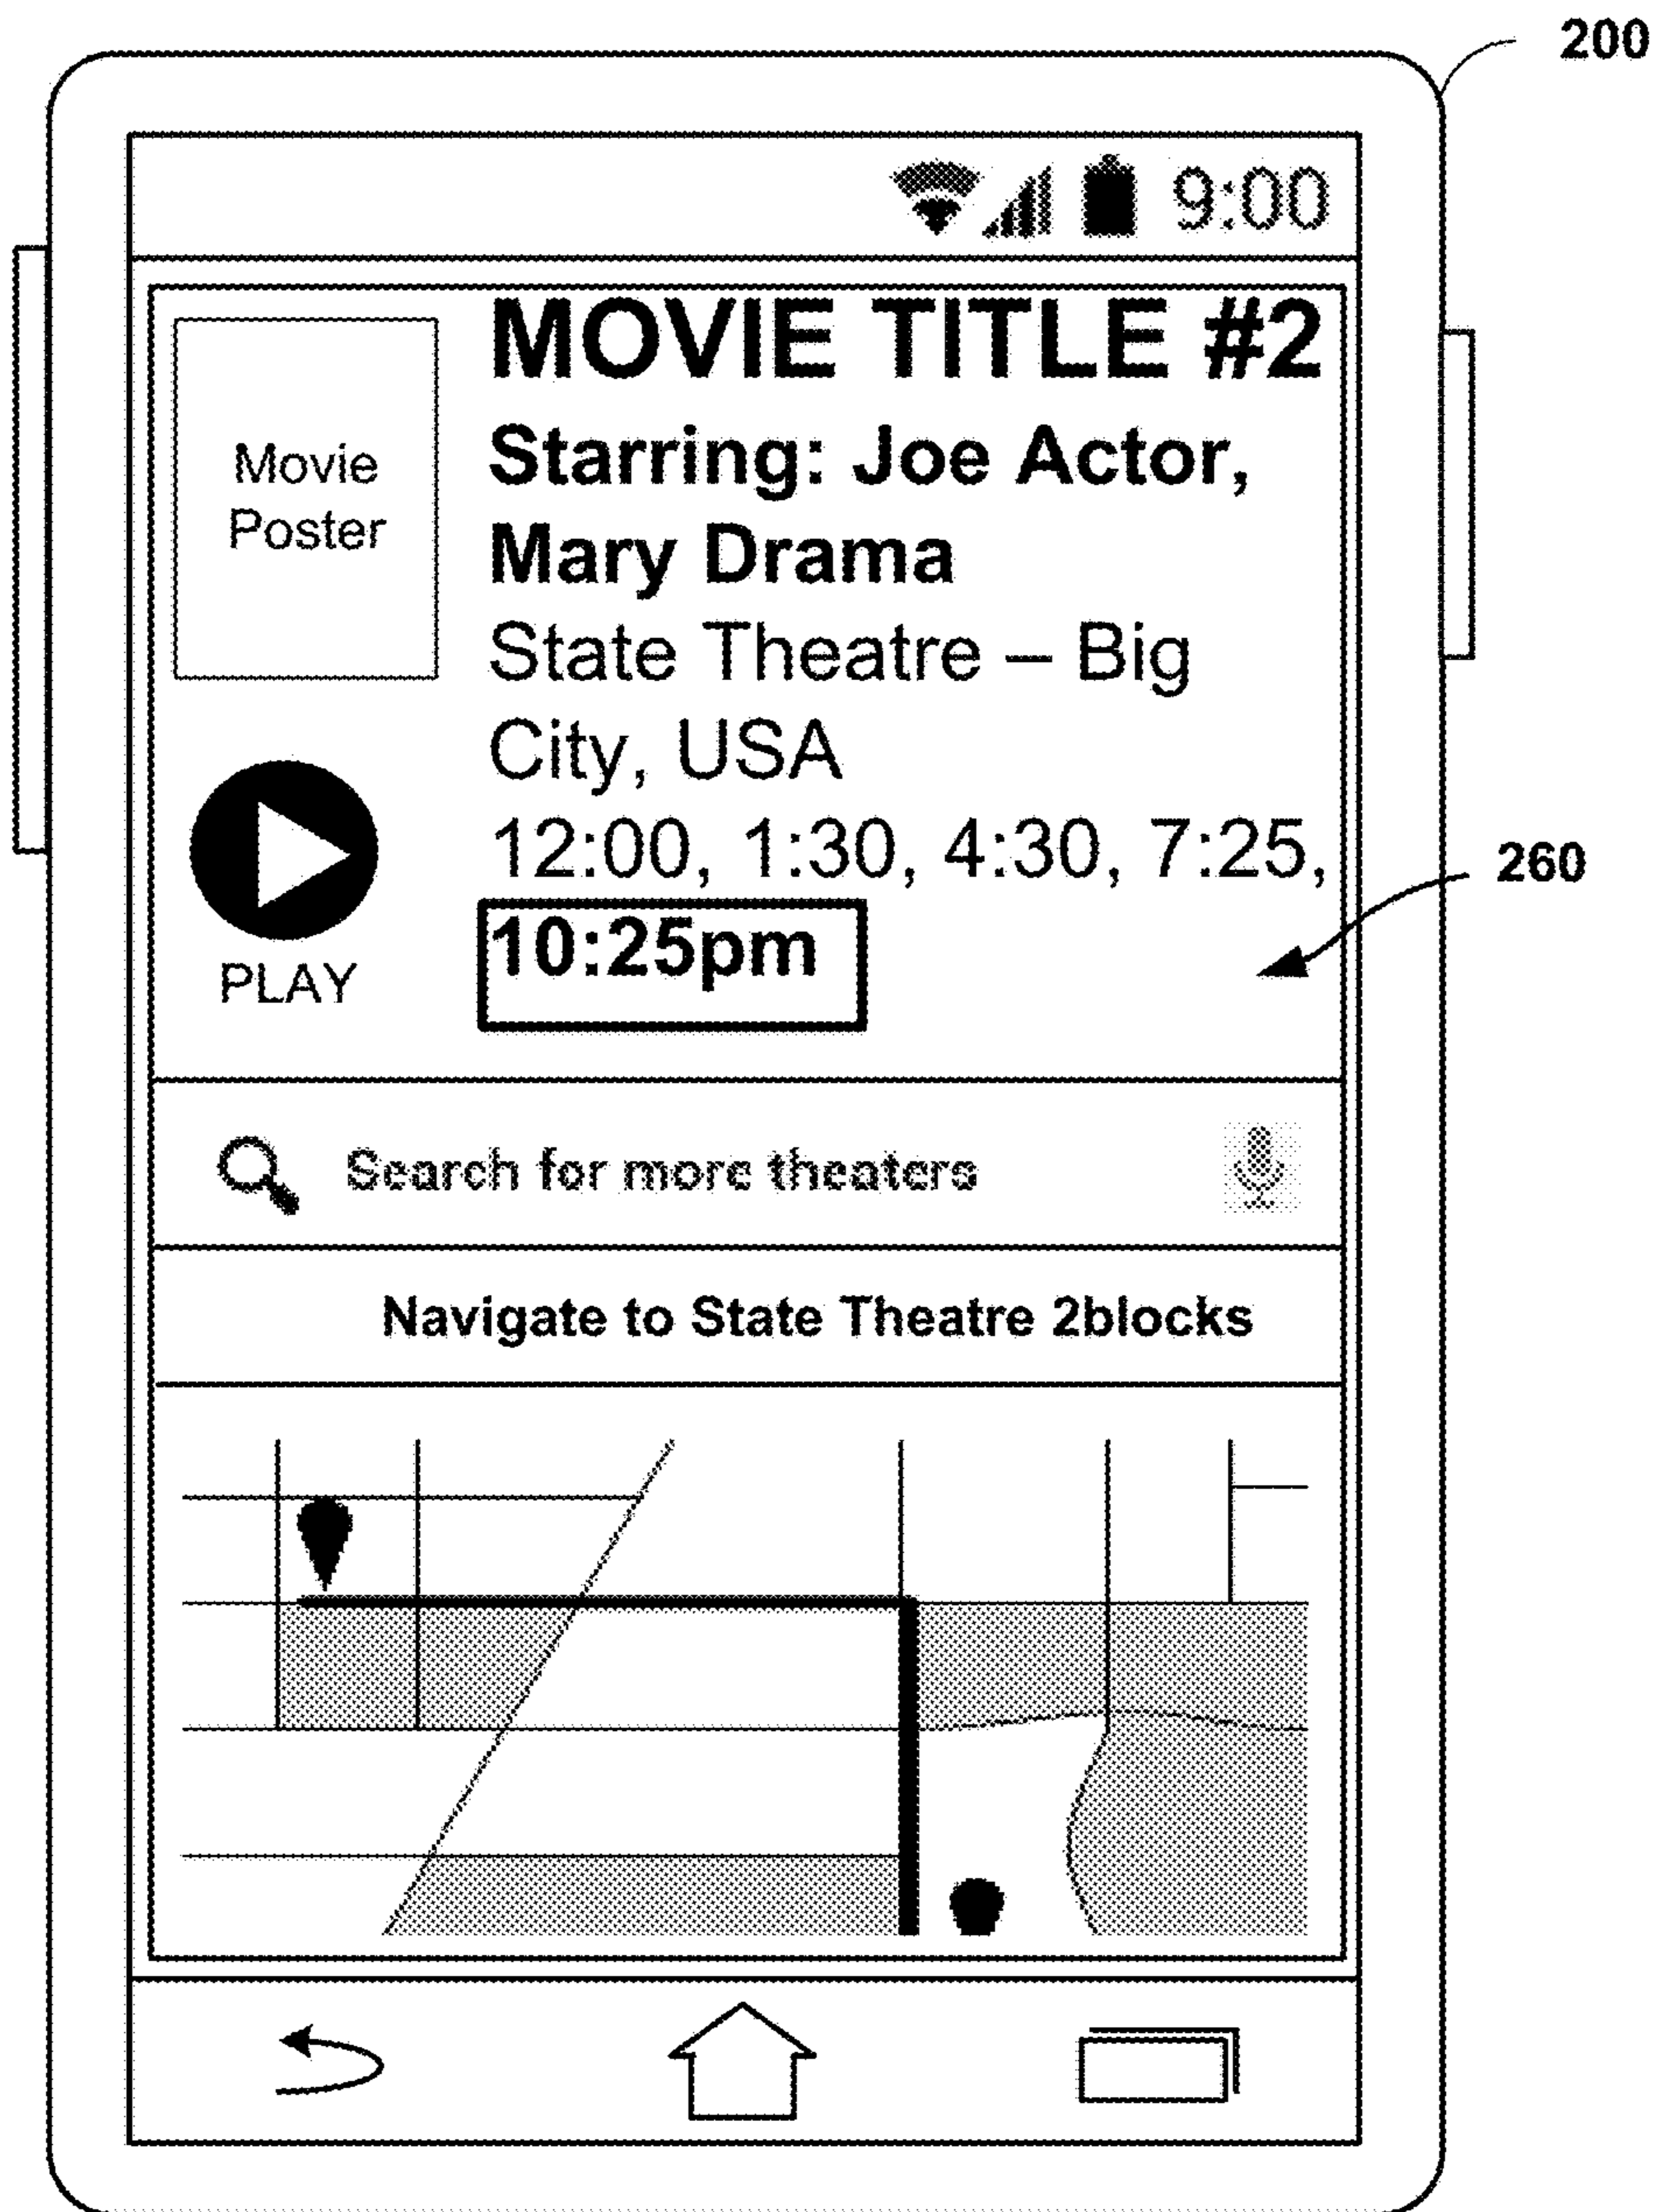 200
9:00
MOVIE TITLE #2
Movie
Poster
Starring: Joe Actor,
Mary Drama
State Theatre – Big
City, USA
12:00, 1:30, 4:30, 7:25,
260
10:25pm
PLAY
Search for more theaters
Navigate to State Theatre 2blocks